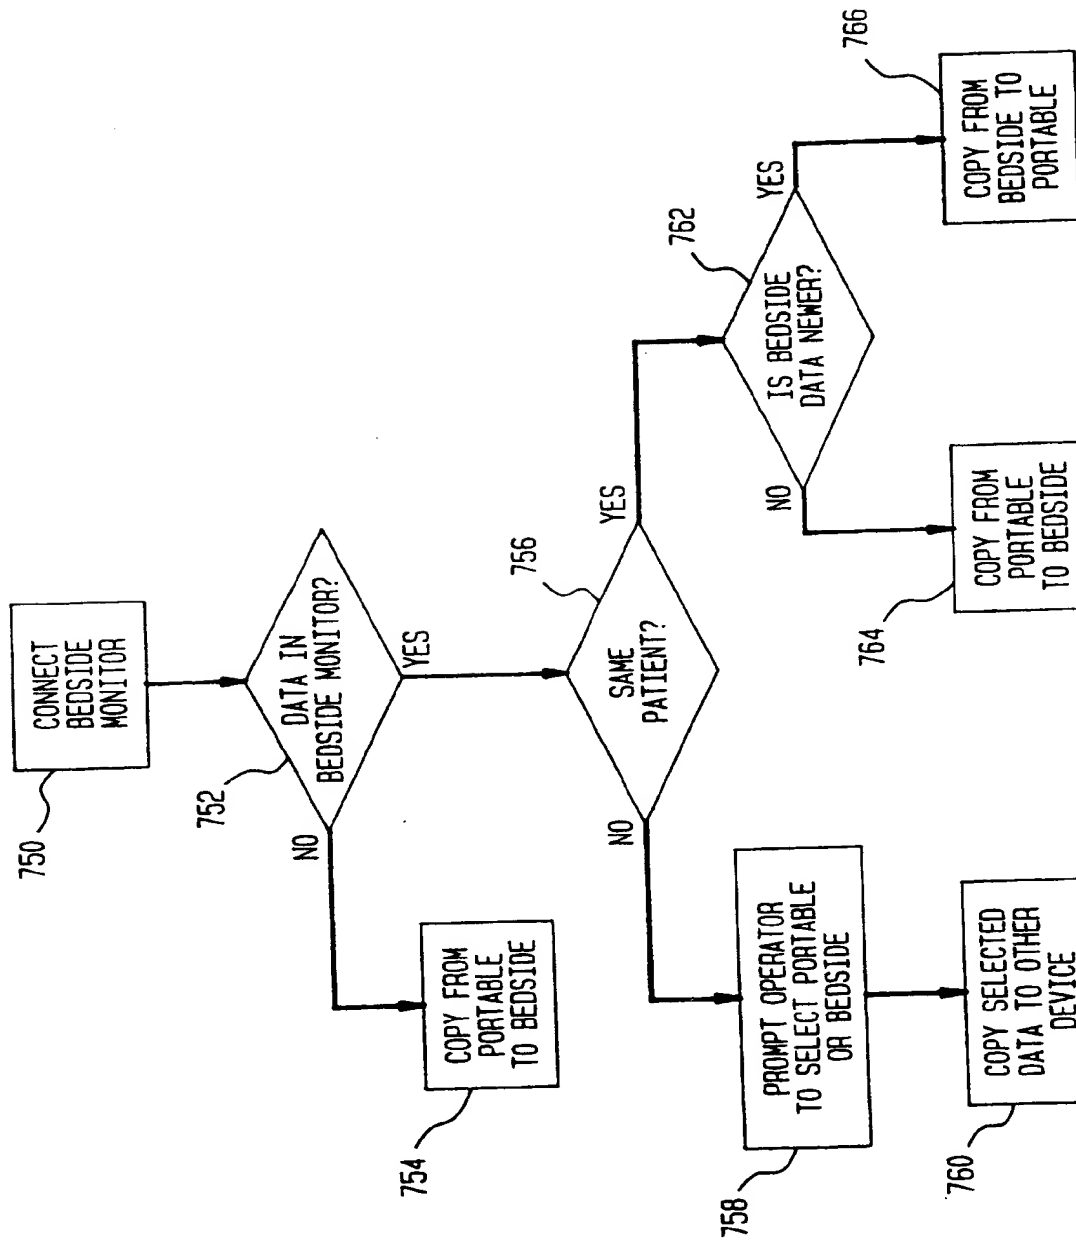 750
CONNECT
BEDSIDE
MONITOR
752
DATA IN
BEDSIDE MONITOR?
NO
YES
754
COPY FROM
PORTABLE
TO BEDSIDE
756
SAME
PATIENT?
NO
YES
758
PROMPT OPERATOR
TO SELECT PORTABLE
OR BEDSIDE
760
COPY SELECTED
DATA TO OTHER
DEVICE
762
IS BEDSIDE
DATA NEWER?
NO
YES
764
COPY FROM
PORTABLE
TO BEDSIDE
766
COPY FROM
BEDSIDE TO
PORTABLE